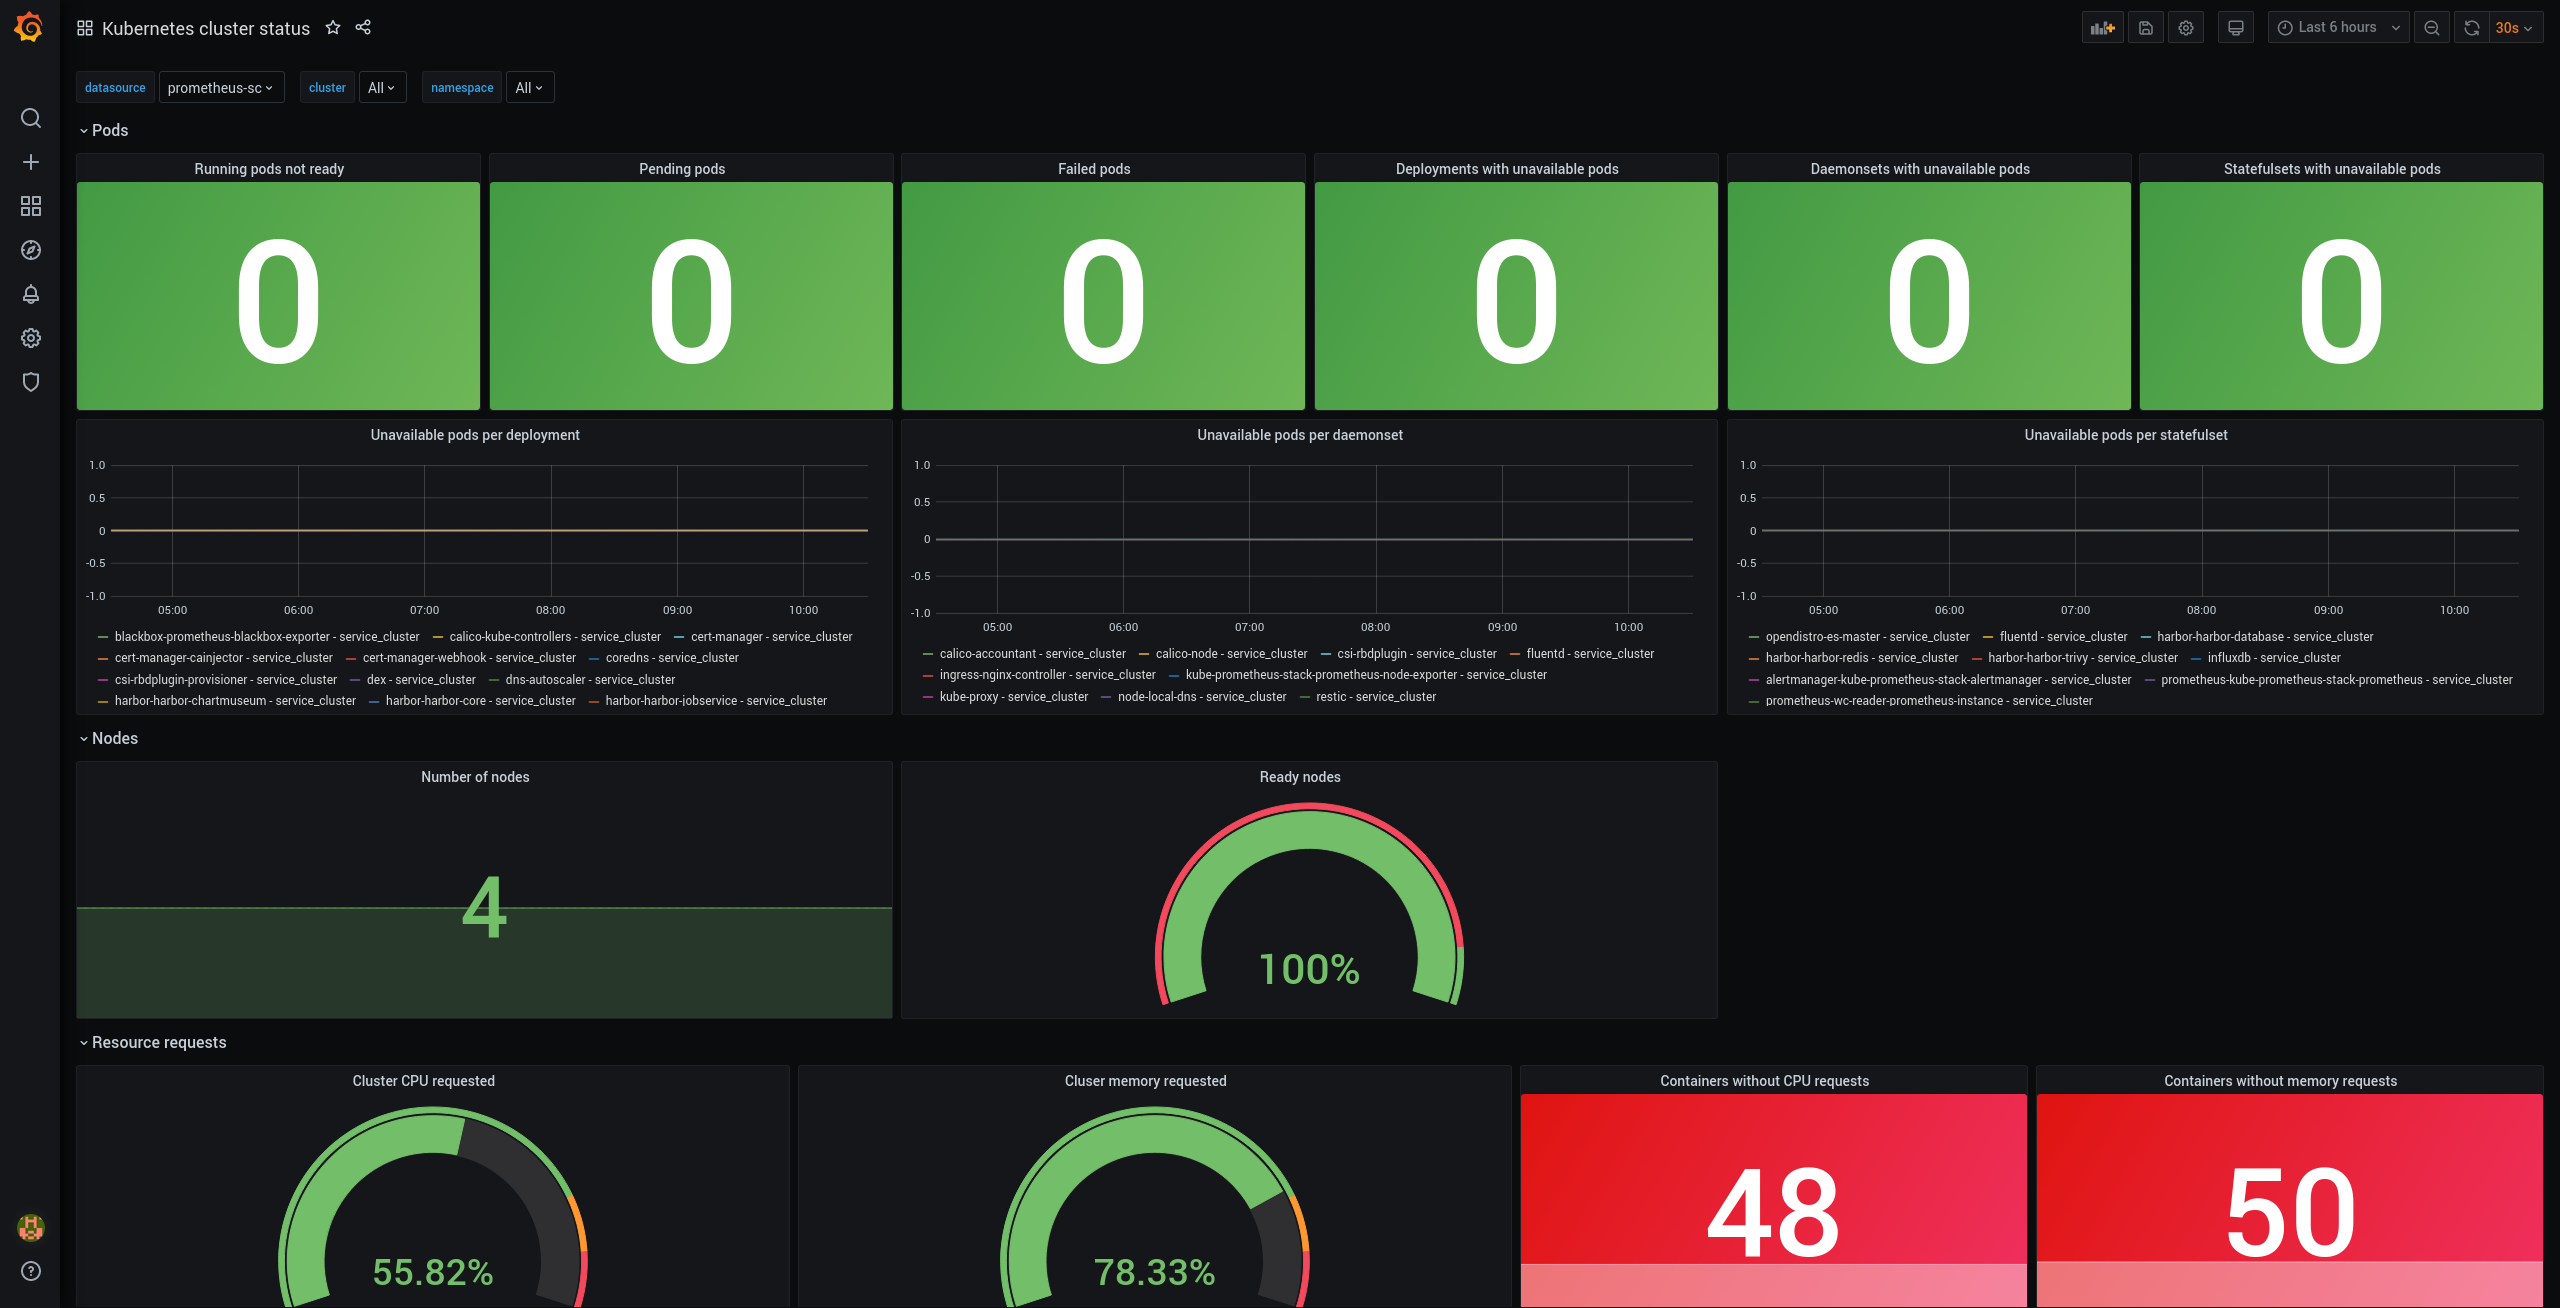 Kubernetes cluster status
Last 6 hours
30s
datasource prometheus-sc cluster All namespace All
Pods
Running pods not ready
Pending pods
Failed pods
Deployments with unavailable pods
Daemonsets with unavailable pods
Statefulsets with unavailable pods
0
0
0
0
0
0
Unavailable pods per deployment
1.0
0.5
0
-0.5
-1.0
05:00 06:00 07:00 08:00 09:00 10:00
blackbox-prometheus-blackbox-exporter - service_cluster calico-kube-controllers - service_cluster cert-manager - service_cluster
cert-manager-cainjector - service_cluster cert-manager-webhook - service_cluster coredns - service_cluster
csi-rbdplugin-provisioner - service_cluster dex - service_cluster dns-autoscaler - service_cluster
harbor-harbor-chartmuseum - service_cluster harbor-harbor-core - service_cluster harbor-harbor-jobservice - service_cluster
Unavailable pods per daemonset
1.0
0.5
0
-0.5
-1.0
05:00 06:00 07:00 08:00 09:00 10:00
calico-accountant - service_cluster calico-node - service_cluster csi-rbdplugin - service_cluster fluentd - service_cluster
ingress-nginx-controller - service_cluster kube-prometheus-stack-prometheus-node-exporter - service_cluster
kube-proxy - service_cluster node-local-dns - service_cluster restic - service_cluster
Unavailable pods per statefulset
1.0
0.5
0
-0.5
-1.0
05:00 06:00 07:00 08:00 09:00 10:00
opendistro-es-master - service_cluster fluentd - service_cluster harbor-harbor-database - service_cluster
harbor-harbor-redis - service_cluster harbor-harbor-trivy - service_cluster influxdb - service_cluster
alertmanager-kube-prometheus-stack-alertmanager - service_cluster prometheus-kube-prometheus-stack-prometheus - service_cluster
prometheus-wc-reader-prometheus-instance - service_cluster
Nodes
Number of nodes
4
Ready nodes
100%
Resource requests
Cluster CPU requested
55.82%
Cluser memory requested
78.33%
Containers without CPU requests
48
Containers without memory requests
50